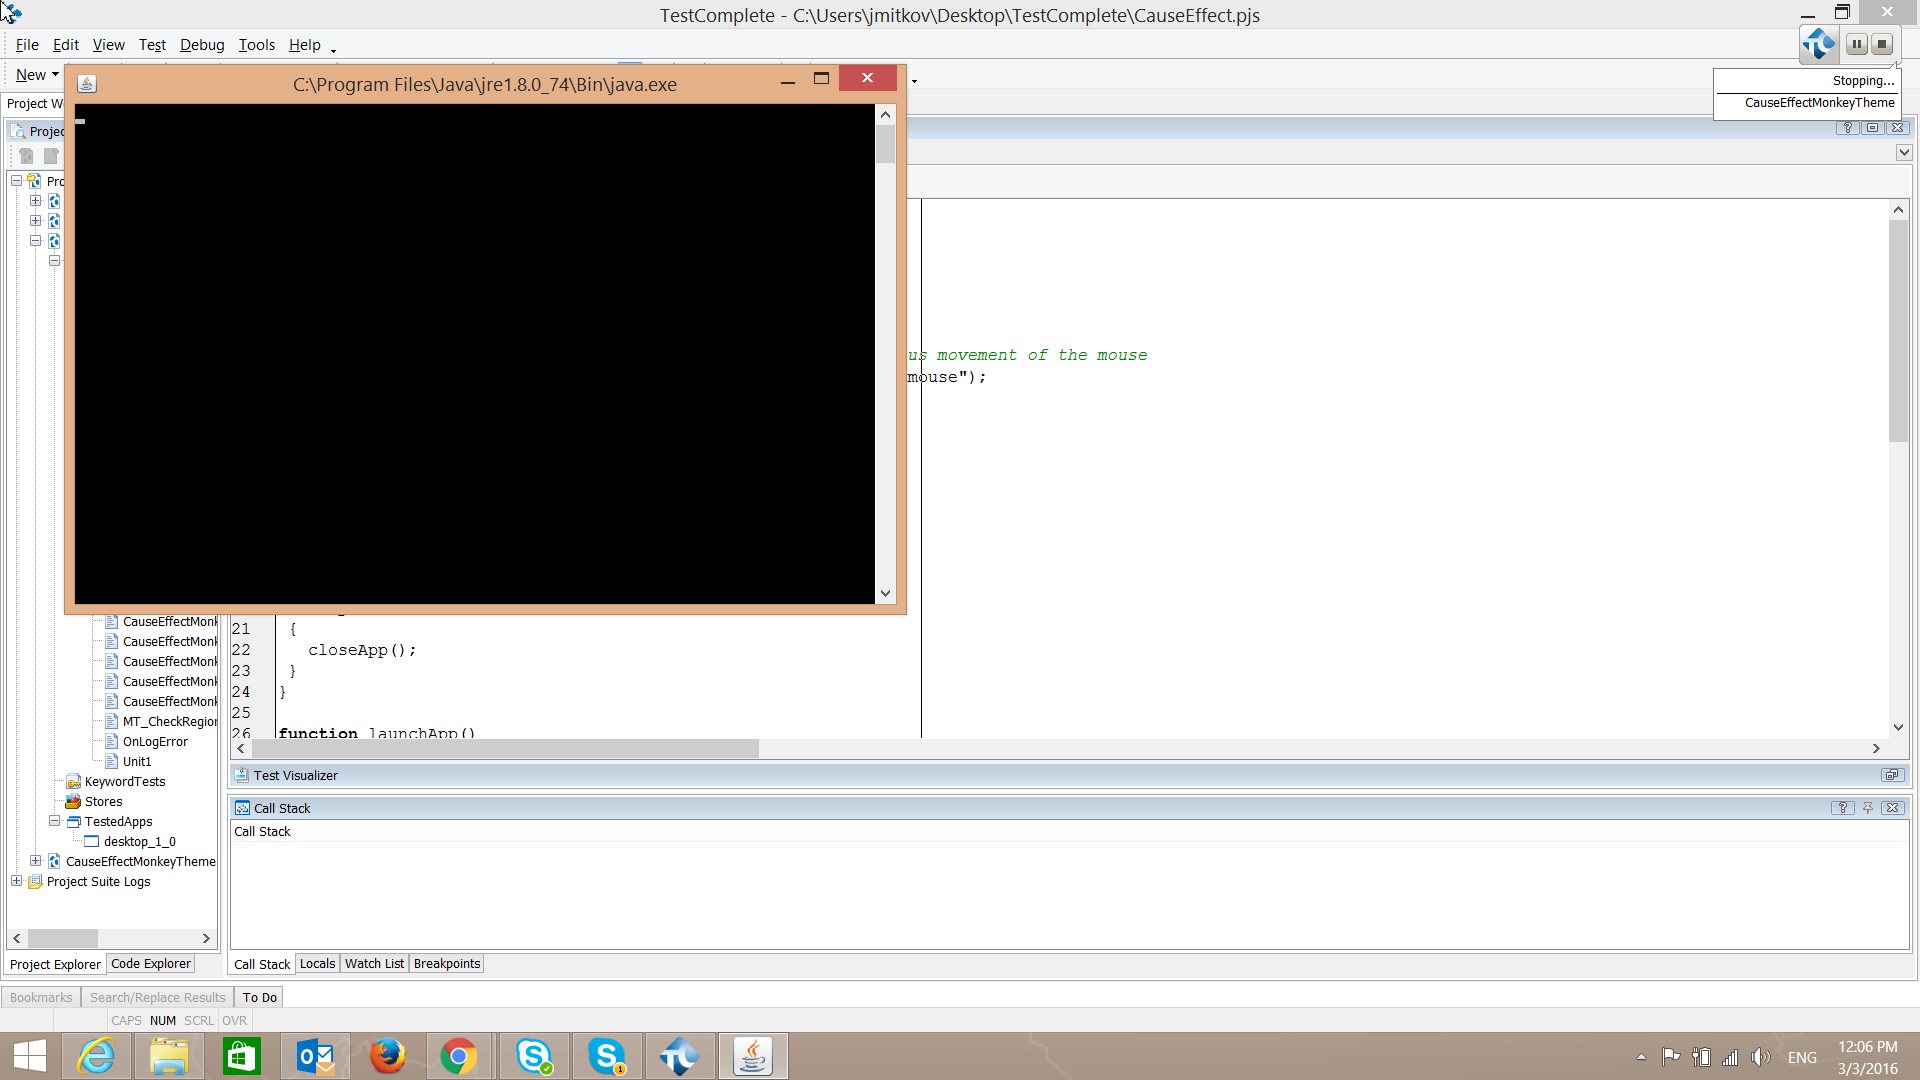 TestComplete - C:\Users\jmitkov\Desktop\TestComplete\CauseEffect.pjs
File Edit View Test Debug Tools Help
New
C:\Program Files\Java\jre1.8.0_74\Bin\java.exe
Stopping...
CauseEffectMonkeyTheme
Project W
Projec
Pro
us movement of the mouse
mouse");
21 {
22 closeApp();
23 }
24 }
25
26 function launchApp()
CauseEffectMonk
CauseEffectMonk
CauseEffectMonk
CauseEffectMonk
CauseEffectMonk
MT_CheckRegion
OnLogError
Unit1
KeywordTests
Stores
TestedApps
desktop_1_0
CauseEffectMonkeyTheme
Project Suite Logs
Test Visualizer
Call Stack
Call Stack
Project Explorer Code Explorer
Call Stack Locals Watch List Breakpoints
Bookmarks Search/Replace Results To Do
CAPS NUM SCRL OVR
ENG
12:06 PM
3/3/2016